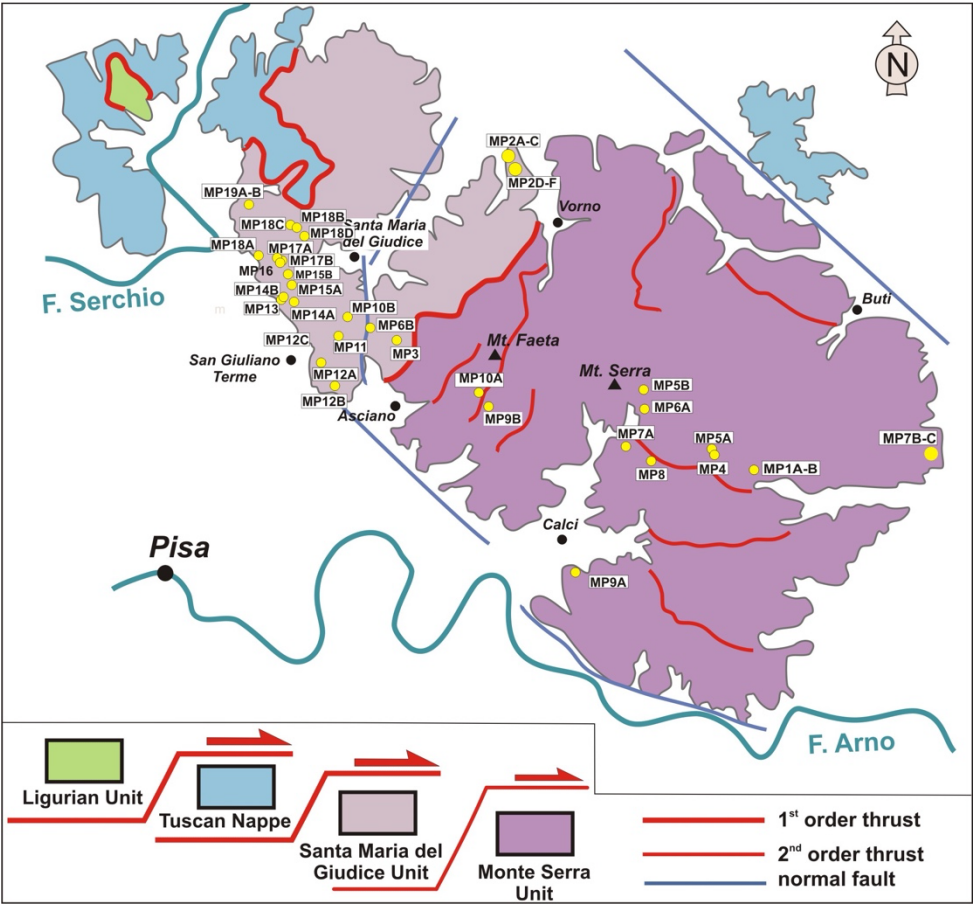 N
MP2A-C
MP2D-F
MP19A-B
Vorno
MP18B
MP18C
MP18D
Santa Maria
del Giudice
MP18A
MP17A
MP17B
MP16
MP15B
F. Serchio
MP14B
MP15A
MP13
MP14A
MP10B
Buti
MP6B
MP12C
MP11
MP3
Mt. Faeta
San Giuliano
Terme
MP12A
Mt. Serra
MP10A
MP5B
MP12B
Asciano
MP9B
MP6A
MP7A
MP5A
MP7B-C
MP8
MP4
MP1A-B
Calci
Pisa
MP9A
F. Arno
Ligurian Unit
Tuscan Nappe
Santa Maria del
Giudice Unit
Monte Serra
Unit
1st order thrust
2nd order thrust
normal fault